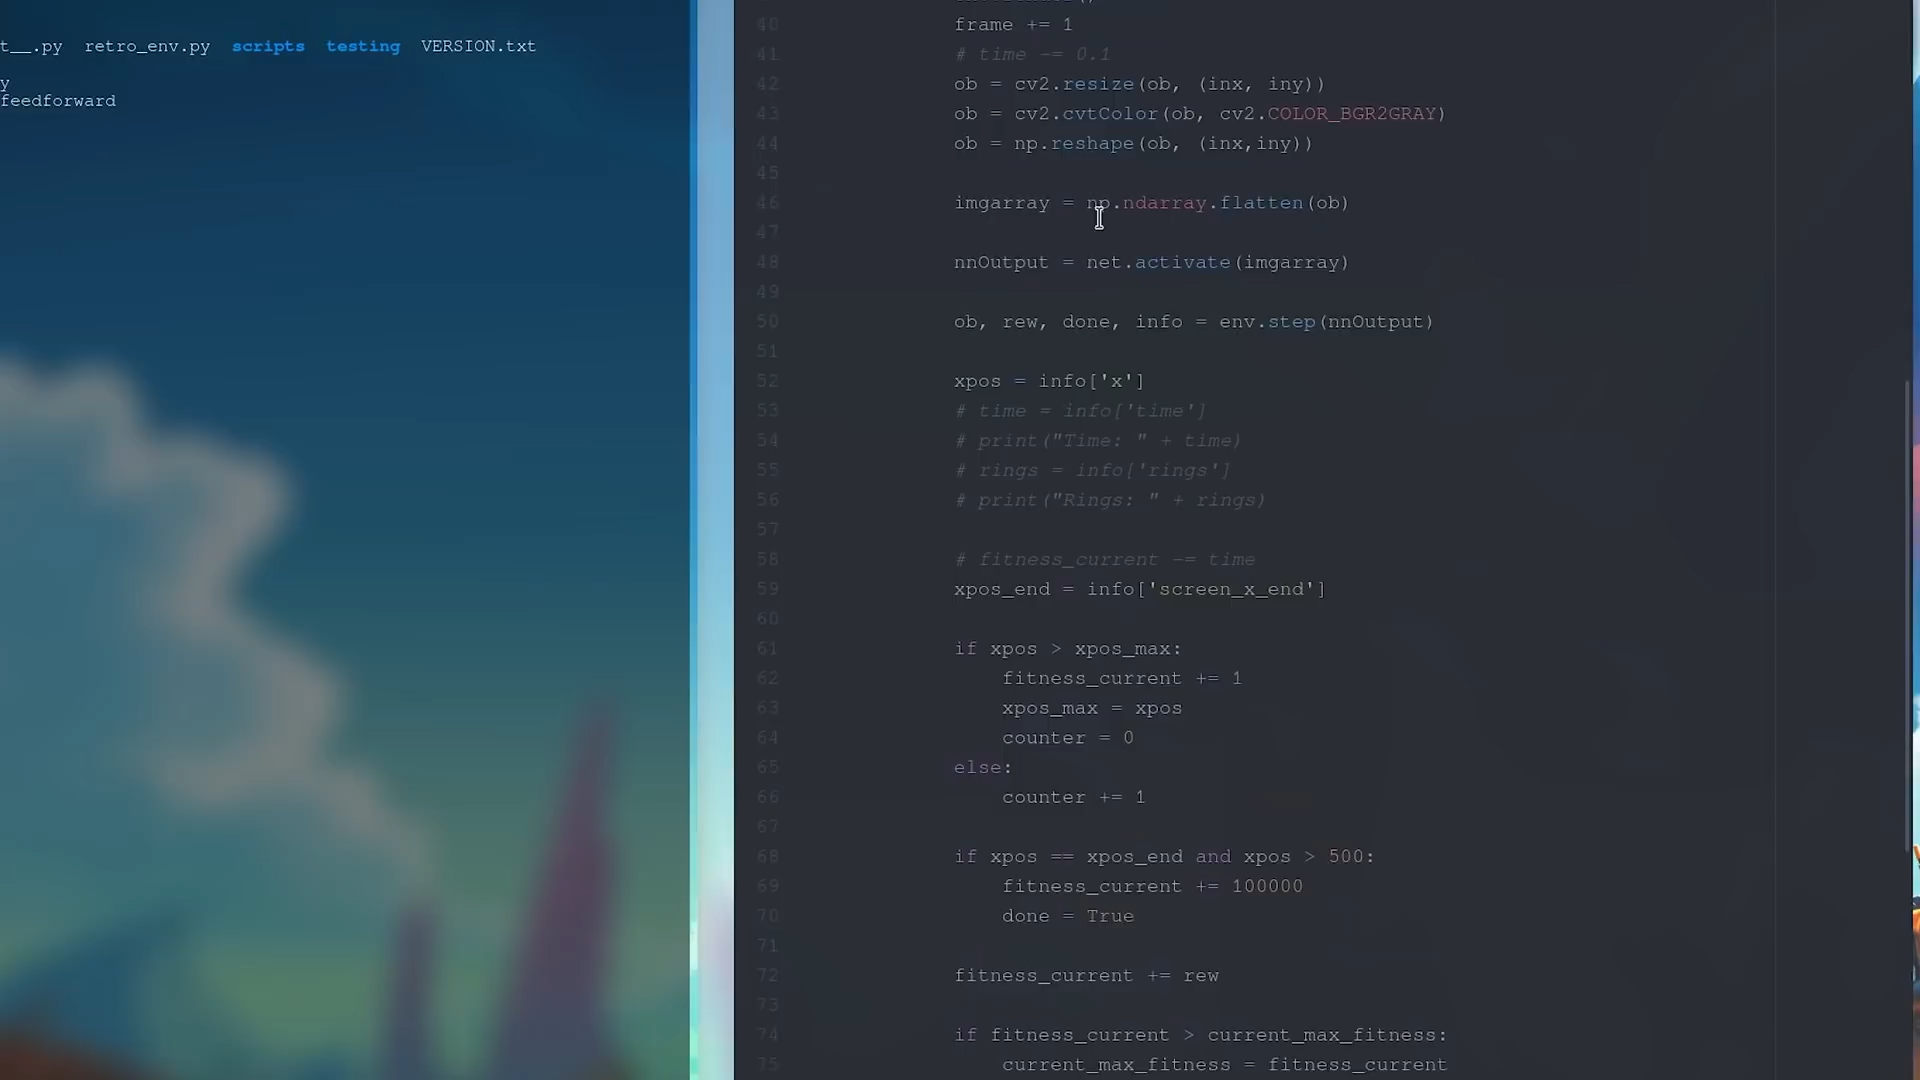 t__.py retro_env.py scripts testing VERSION.txt
y
feedforward
40 frame += 1
41 # time -= 0.1
42 ob = cv2.resize(ob, (inx, iny))
43 ob = cv2.cvtColor(ob, cv2.COLOR_BGR2GRAY)
44 ob = np.reshape(ob, (inx,iny))
45
46 imgarray = np.ndarray.flatten(ob)
47
48 nnOutput = net.activate(imgarray)
49
50 ob, rew, done, info = env.step(nnOutput)
51
52 xpos = info['x']
53 # time = info['time']
54 # print("Time: " + time)
55 # rings = info['rings']
56 # print("Rings: " + rings)
57
58 # fitness_current -= time
59 xpos_end = info['screen_x_end']
60
61 if xpos > xpos_max:
62 fitness_current += 1
63 xpos_max = xpos
64 counter = 0
65 else:
66 counter += 1
67
68 if xpos == xpos_end and xpos > 500:
69 fitness_current += 100000
70 done = True
71
72 fitness_current += rew
73
74 if fitness_current > current_max_fitness:
75 current_max_fitness = fitness_current